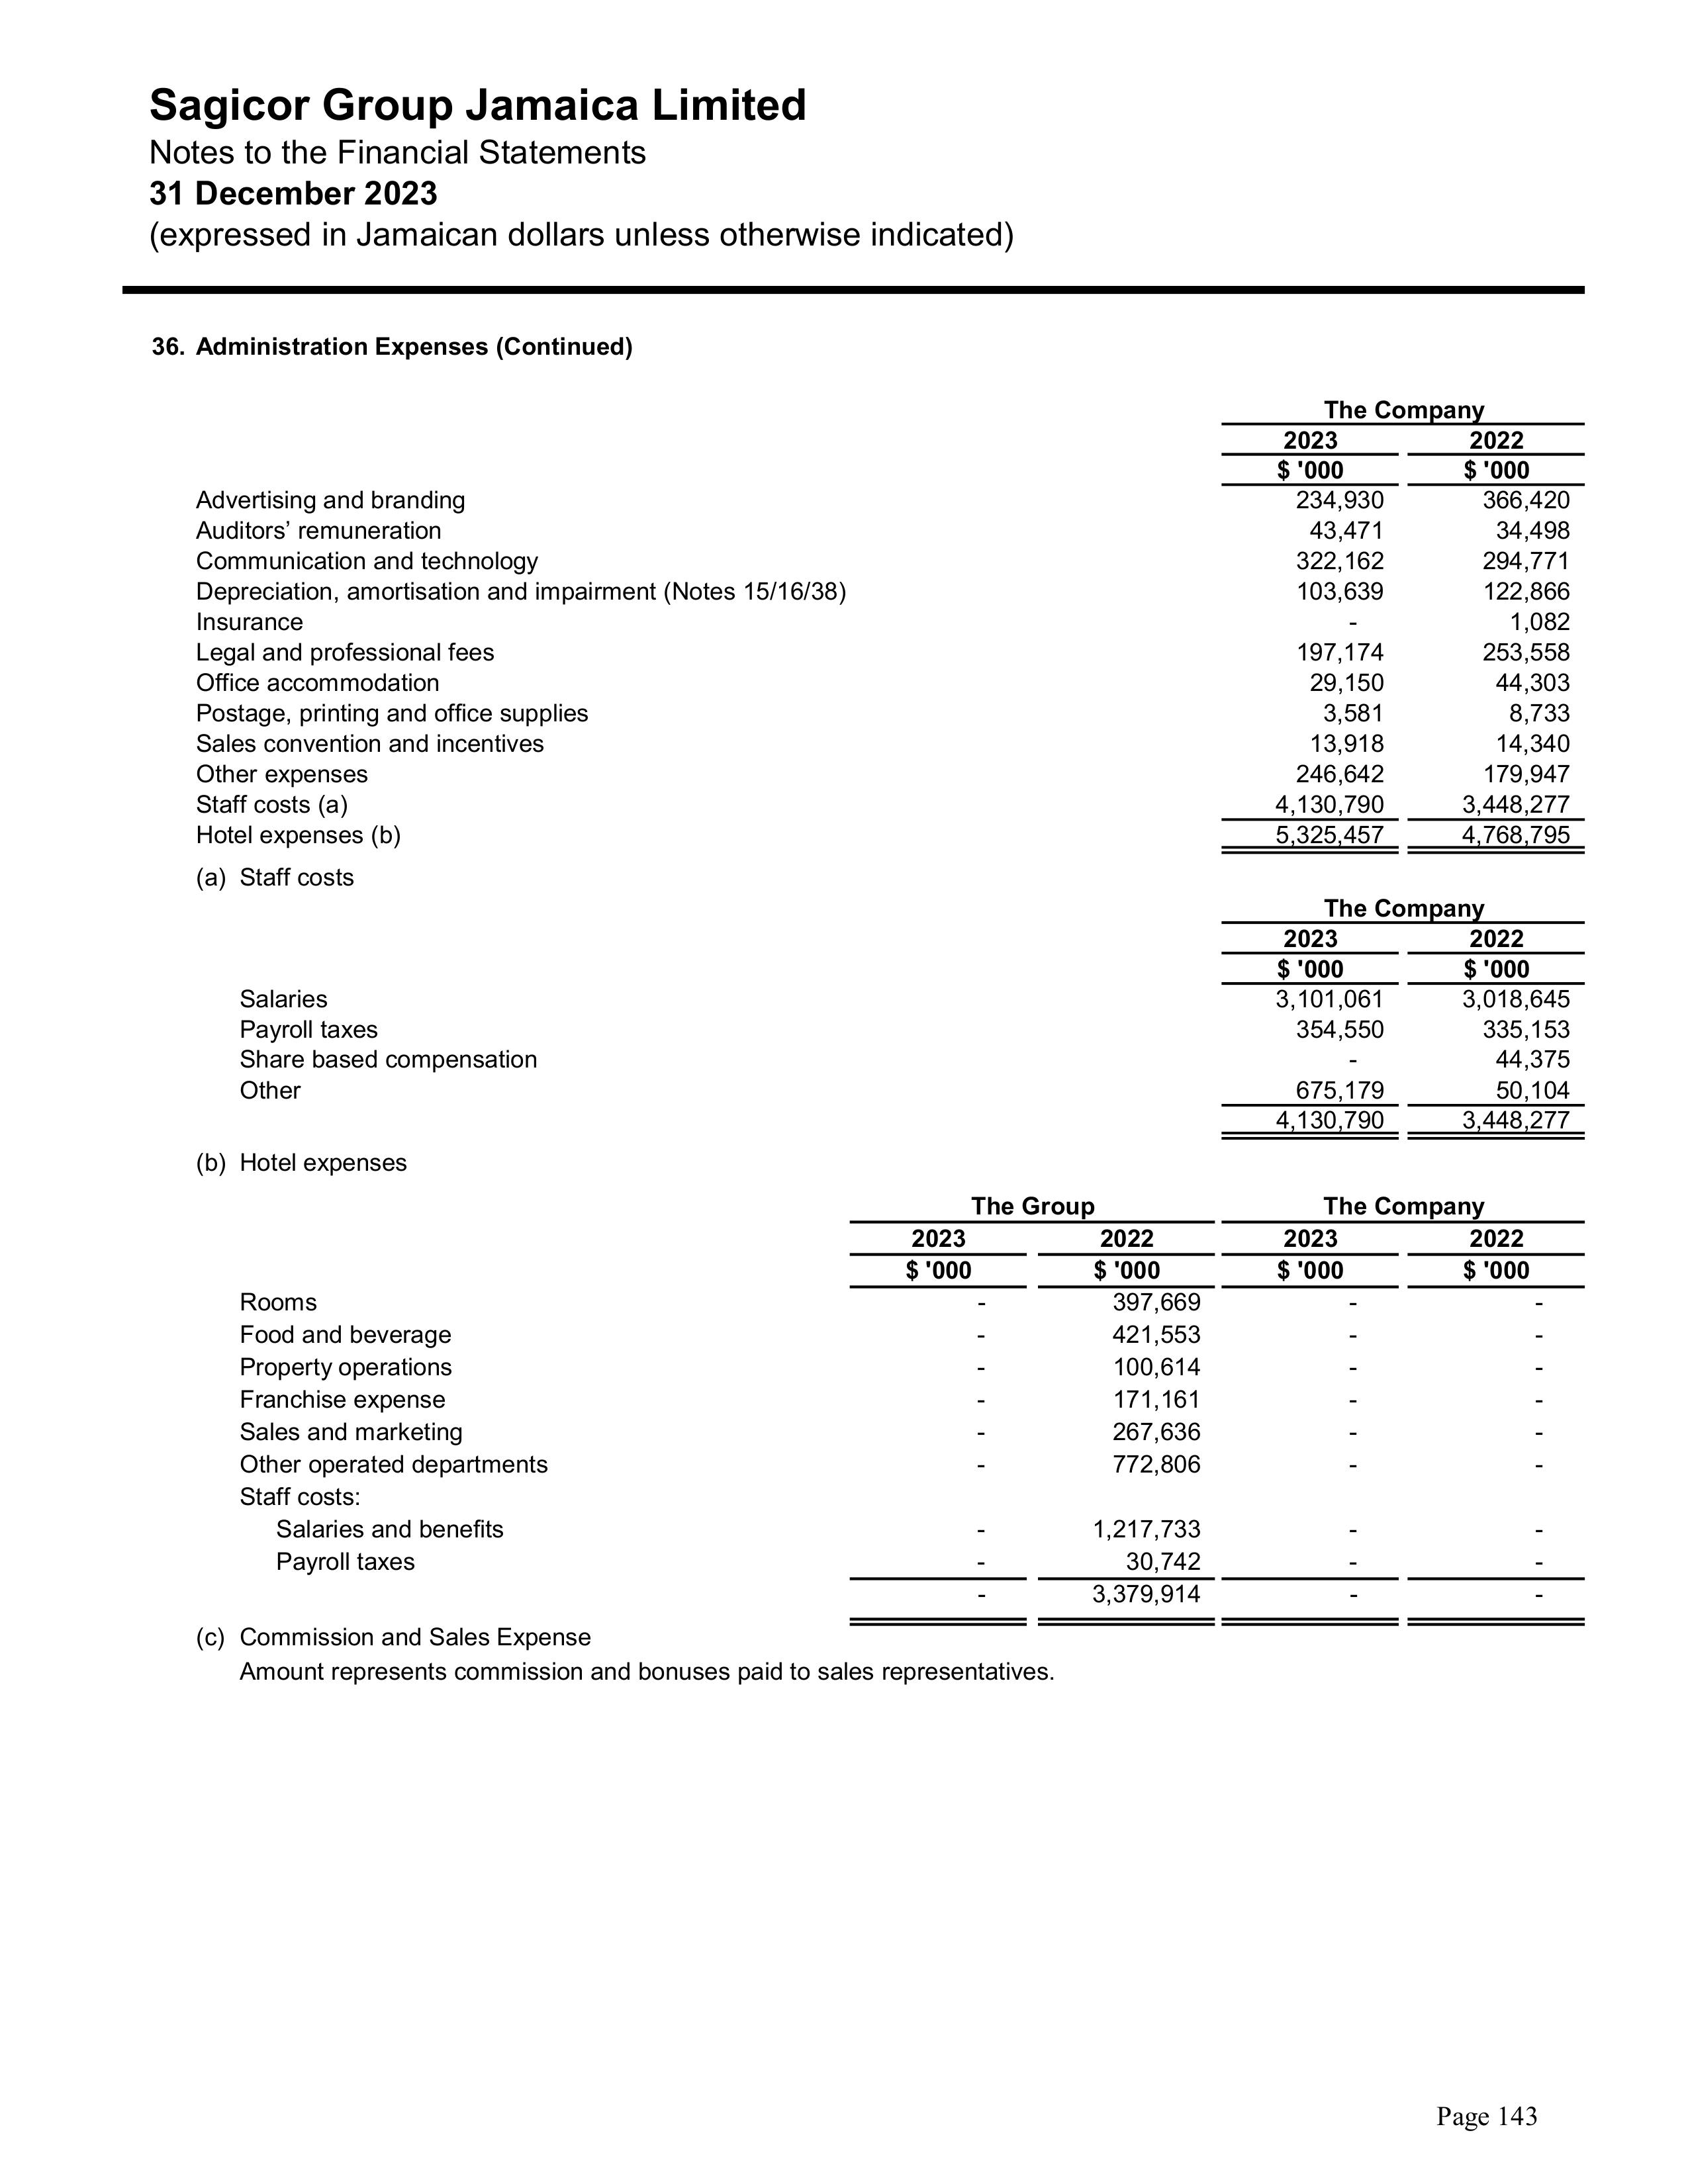 Sagicor Group Jamaica Limited
Notes to the Financial Statements
31 December 2023
(expressed in Jamaican dollars unless otherwise indicated)
36. Administration Expenses (Continued)
The Company
2023 2022
$ '000 $ '000
Advertising and branding 234,930 366,420
Auditors’ remuneration 43,471 34,498
Communication and technology 322,162 294,771
Depreciation, amortisation and impairment (Notes 15/16/38) 103,639 122,866
Insurance - 1,082
Legal and professional fees 197,174 253,558
Office accommodation 29,150 44,303
Postage, printing and office supplies 3,581 8,733
Sales convention and incentives 13,918 14,340
Other expenses 246,642 179,947
Staff costs (a) 4,130,790 3,448,277
Hotel expenses (b) 5,325,457 4,768,795
(a) Staff costs
The Company
2023 2022
$ '000 $ '000
Salaries 3,101,061 3,018,645
Payroll taxes 354,550 335,153
Share based compensation - 44,375
Other 675,179 50,104
4,130,790 3,448,277
(b) Hotel expenses
The Group The Company
2023 2022 2023 2022
$ '000 $ '000 $ '000 $ '000
Rooms - 397,669 - -
Food and beverage - 421,553 - -
Property operations - 100,614 - -
Franchise expense - 171,161 - -
Sales and marketing - 267,636 - -
Other operated departments - 772,806 - -
Staff costs:
Salaries and benefits - 1,217,733 - -
Payroll taxes - 30,742 - -
- 3,379,914 - -
(c) Commission and Sales Expense
Amount represents commission and bonuses paid to sales representatives.
Page 143